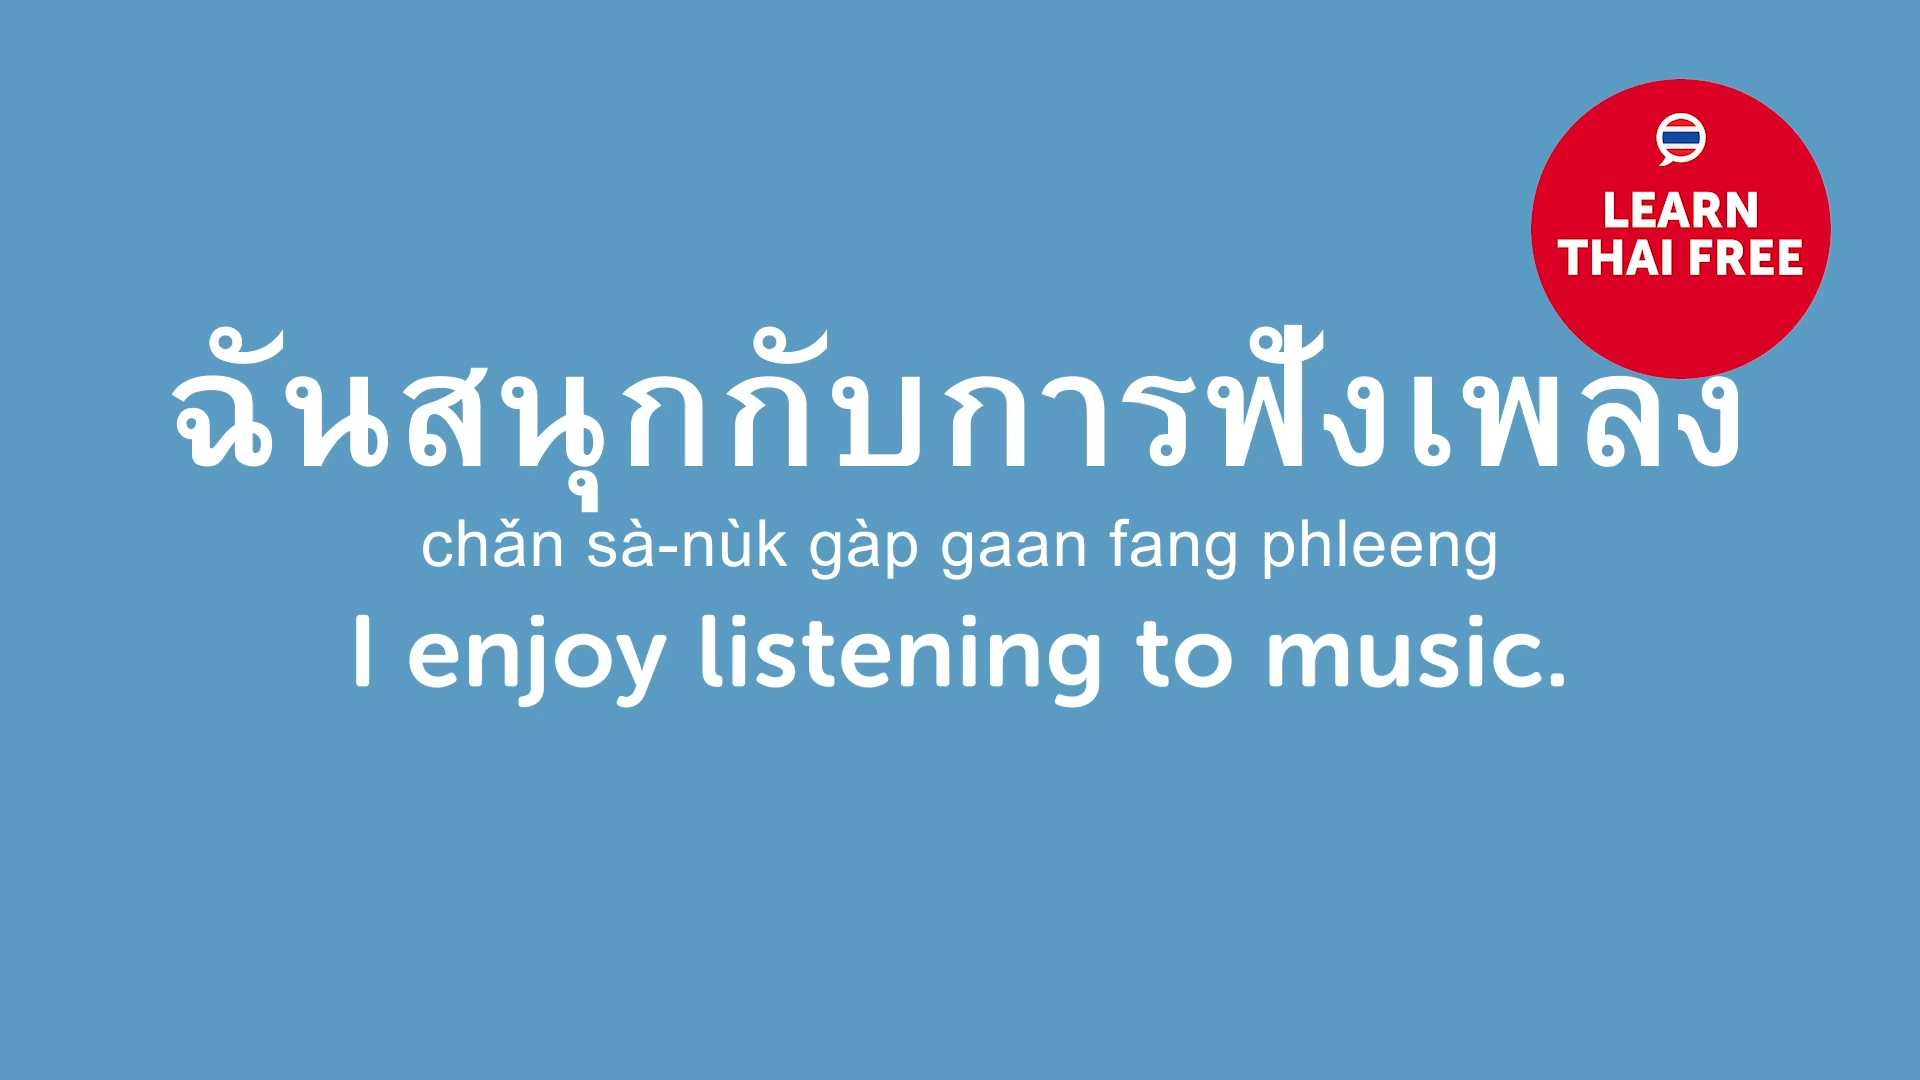 LEARN
THAI FREE
ฉันสนุกกับการฟังเพลง
chǎn sà-nùk gàp gaan fang phleeng
I enjoy listening to music.